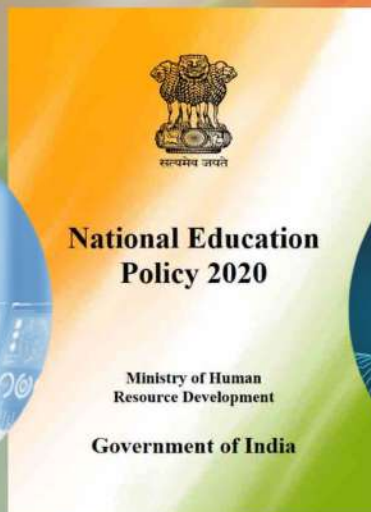 सत्यमेव जयते
National Education
Policy 2020
Ministry of Human
Resource Development
Government of India